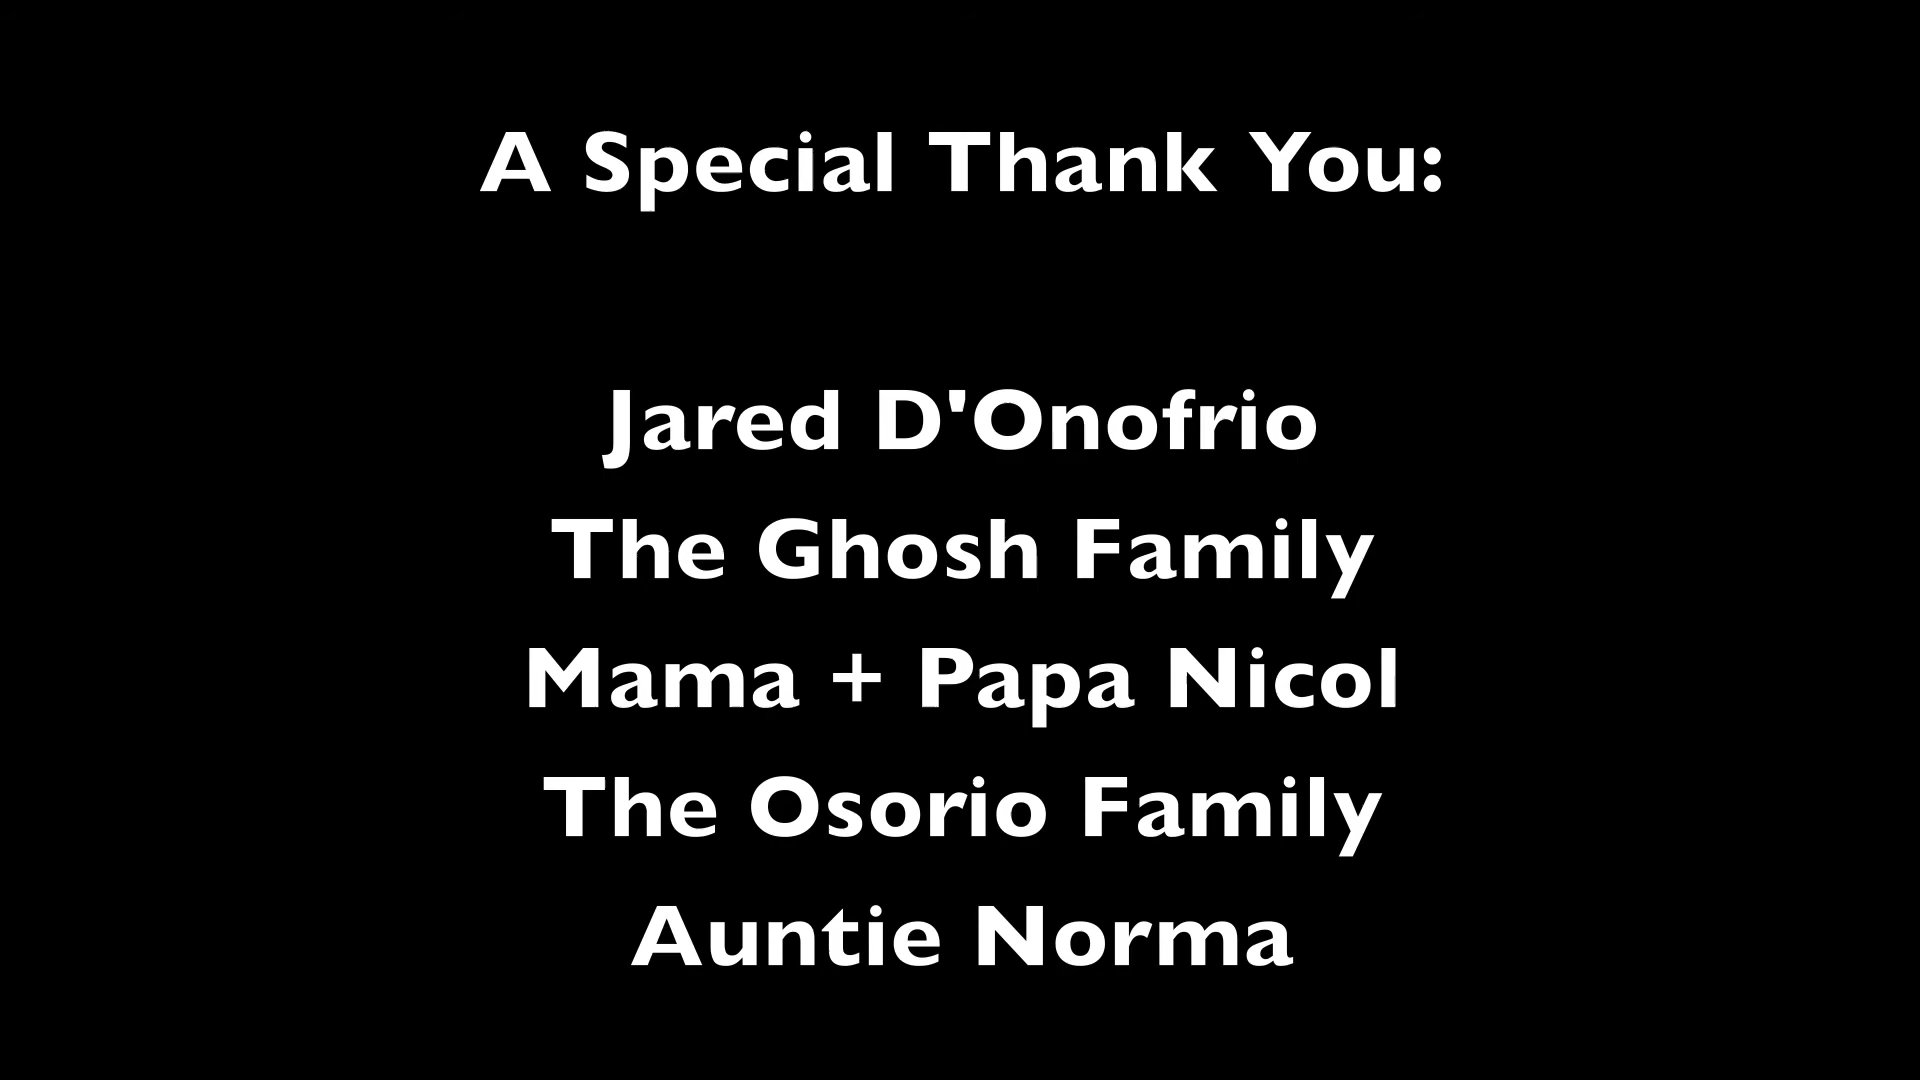 A Special Thank You:
Jared D'Onofrio
The Ghosh Family
Mama + Papa Nicol
The Osorio Family
Auntie Norma